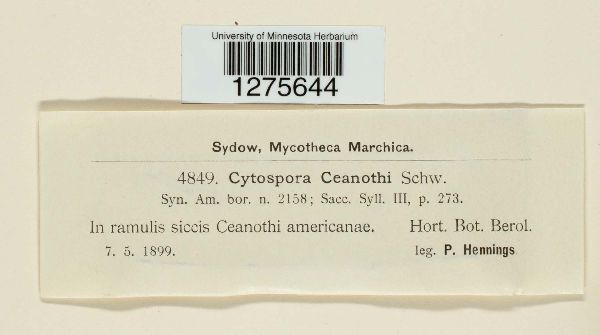 University of Minnesota Herbarium
1275644
Sydow, Mycotheca Marchica.
4849. Cytospora Ceanothi Schw.
Syn. Am. bor. n. 2158; Sacc. Syll. III, p. 273.
In ramulis siccis Ceanothi americanae. Hort. Bot. Berol.
7. 5. 1899. leg. P. Hennings